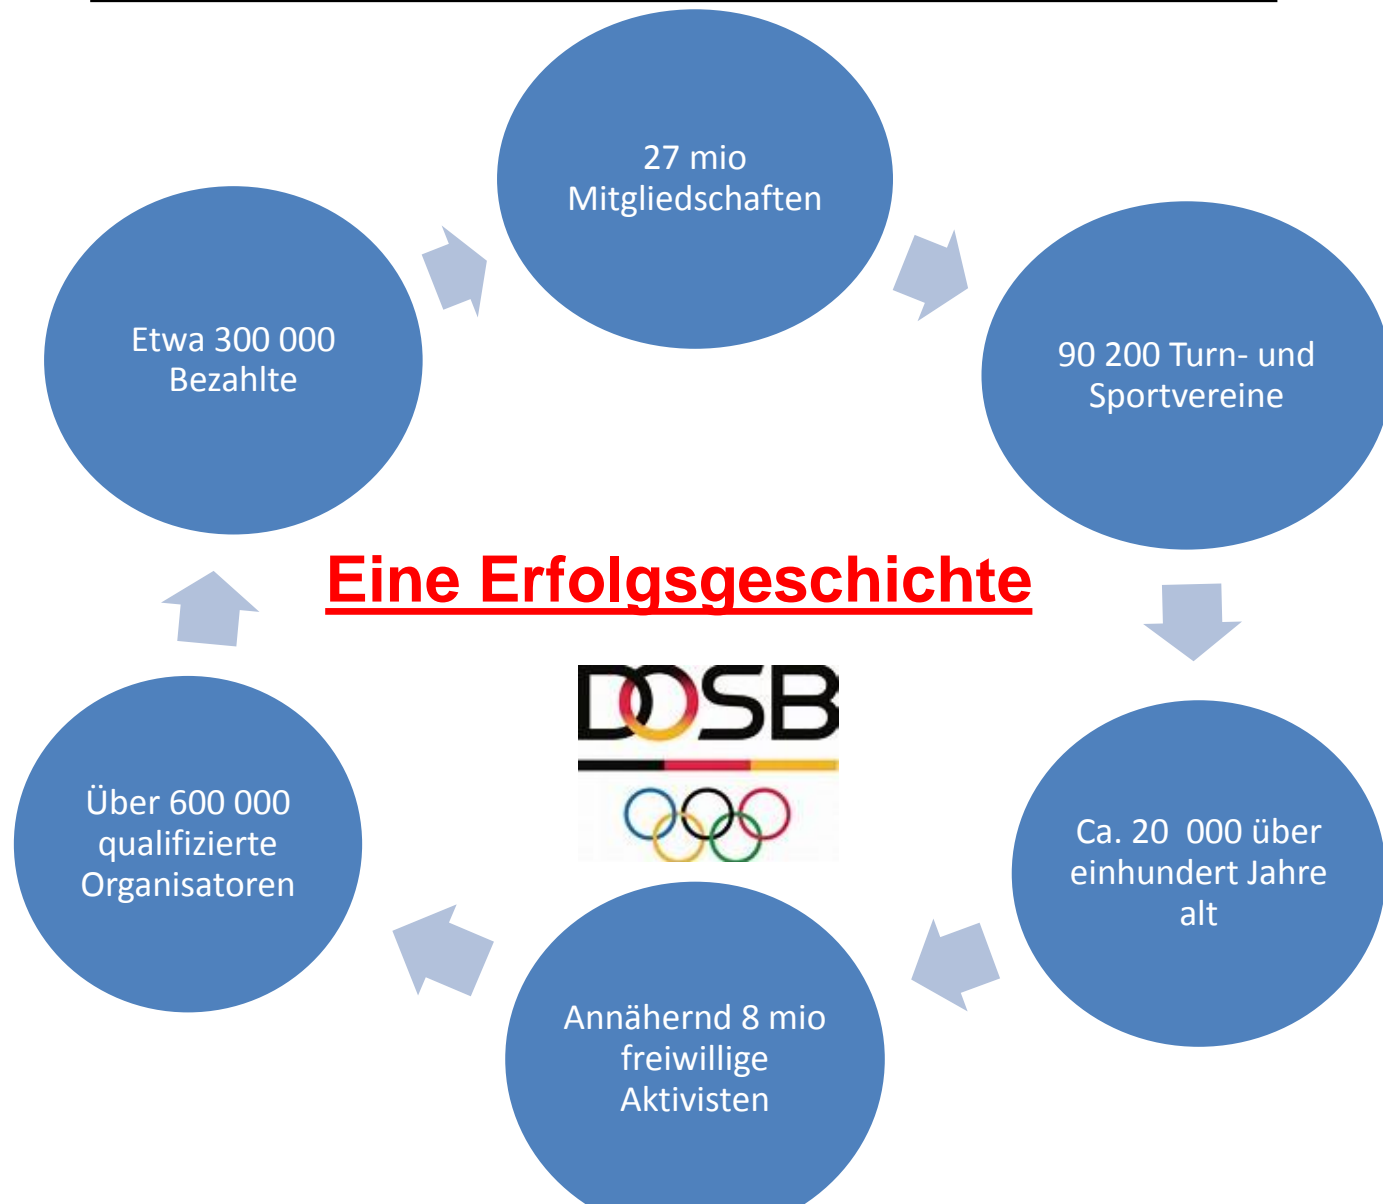 27 mio
Mitgliedschaften
90 200 Turn- und
Sportvereine
Ca. 20  000 über
einhundert Jahre
alt
Annähernd 8 mio
freiwillige
Aktivisten
Über 600 000
qualifizierte
Organisatoren
Etwa 300 000
Bezahlte
Eine Erfolgsgeschichte
DOSB